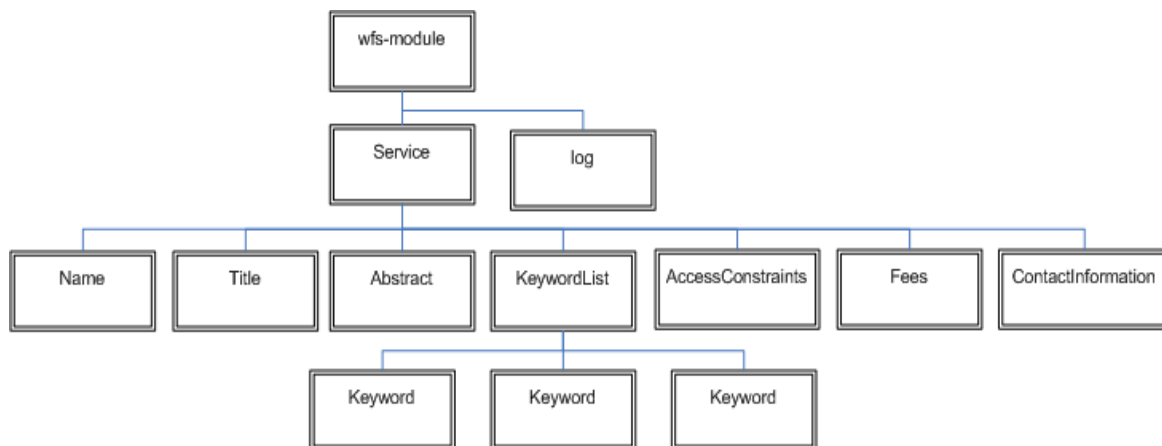 wfs-module
Service
log
Name
Title
Abstract
KeywordList
AccessConstraints
Fees
ContactInformation
Keyword
Keyword
Keyword